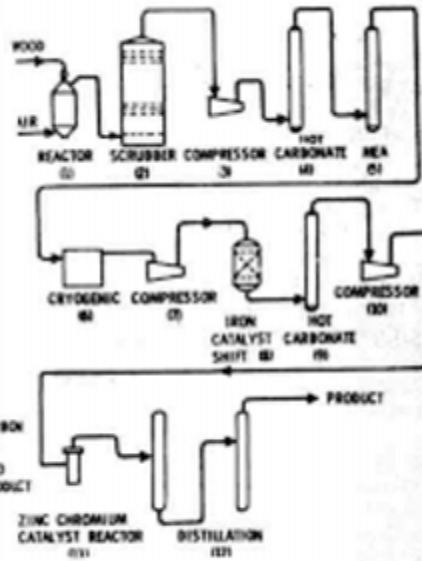 WOOD
AIR
REACTOR SCRUBBER COMPRESSOR HOT CARBONATE MEA
(1) (2) (3) (4) (5)
CRYOGENIC COMPRESSOR IRON CATALYST SHIFT (8) HOT CARBONATE COMPRESSOR
(6) (7) (9) (10)
PRODUCT
ZINC CHROMIUM
CATALYST REACTOR DISTILLATION
(11) (12)